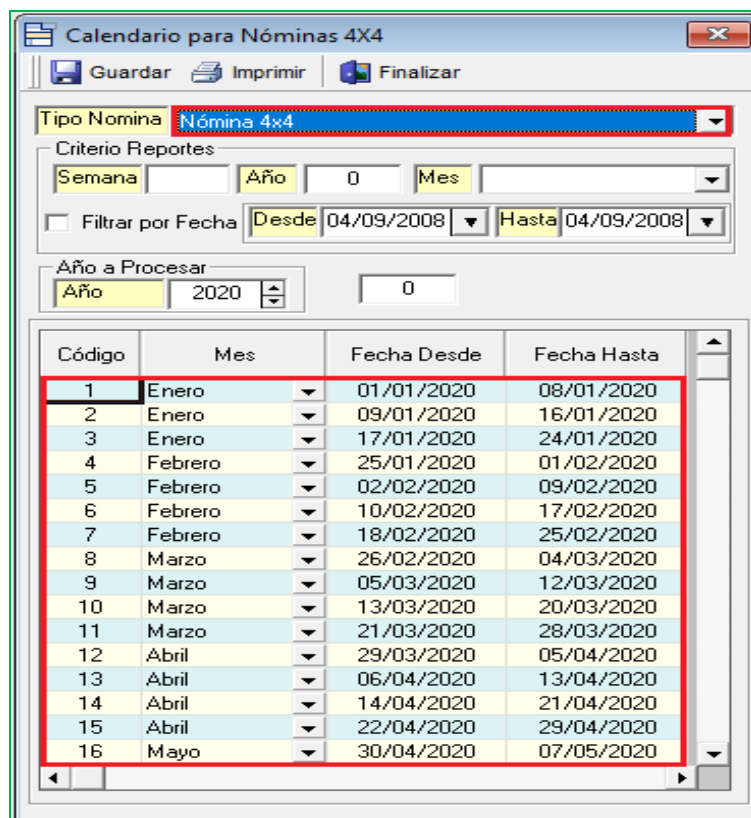 Calendario para Nóminas 4X4
Guardar Imprimir Finalizar
Tipo Nomina Nómina 4x4
Criterio Reportes
Semana Año 0 Mes
Filtrar por Fecha Desde 04/09/2008 Hasta 04/09/2008
Año a Procesar
Año 2020 0
Código Mes Fecha Desde Fecha Hasta
1 Enero 01/01/2020 08/01/2020
2 Enero 09/01/2020 16/01/2020
3 Enero 17/01/2020 24/01/2020
4 Febrero 25/01/2020 01/02/2020
5 Febrero 02/02/2020 09/02/2020
6 Febrero 10/02/2020 17/02/2020
7 Febrero 18/02/2020 25/02/2020
8 Marzo 26/02/2020 04/03/2020
9 Marzo 05/03/2020 12/03/2020
10 Marzo 13/03/2020 20/03/2020
11 Marzo 21/03/2020 28/03/2020
12 Abril 29/03/2020 05/04/2020
13 Abril 06/04/2020 13/04/2020
14 Abril 14/04/2020 21/04/2020
15 Abril 22/04/2020 29/04/2020
16 Mayo 30/04/2020 07/05/2020